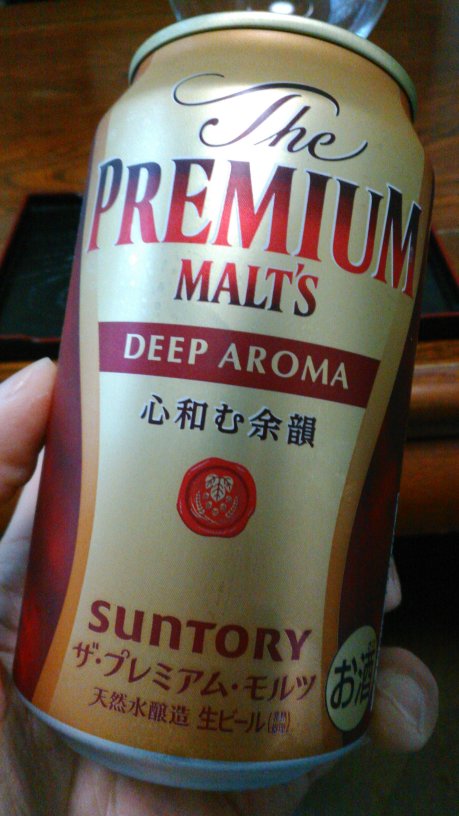 The
PREMIUM
MALT'S
DEEP AROMA
心和む余韻
SUNTORY
ザ・プレミアム・モルツ
天然水醸造 生ビール
お酒